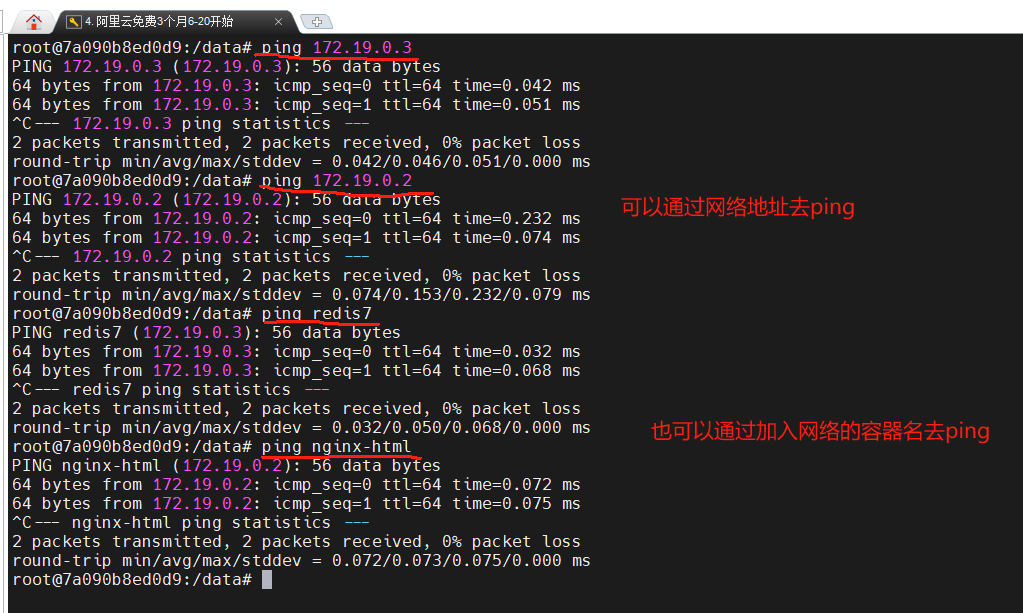 4. 阿里云免费3个月6-20开始
root@7a090b8ed0d9:/data# ping 172.19.0.3
PING 172.19.0.3 (172.19.0.3): 56 data bytes
64 bytes from 172.19.0.3: icmp_seq=0 ttl=64 time=0.042 ms
64 bytes from 172.19.0.3: icmp_seq=1 ttl=64 time=0.051 ms
^C--- 172.19.0.3 ping statistics ---
2 packets transmitted, 2 packets received, 0% packet loss
round-trip min/avg/max/stddev = 0.042/0.046/0.051/0.000 ms
root@7a090b8ed0d9:/data# ping 172.19.0.2
PING 172.19.0.2 (172.19.0.2): 56 data bytes
可以通过网络地址去ping
64 bytes from 172.19.0.2: icmp_seq=0 ttl=64 time=0.232 ms
64 bytes from 172.19.0.2: icmp_seq=1 ttl=64 time=0.074 ms
^C--- 172.19.0.2 ping statistics ---
2 packets transmitted, 2 packets received, 0% packet loss
round-trip min/avg/max/stddev = 0.074/0.153/0.232/0.079 ms
root@7a090b8ed0d9:/data# ping redis7
PING redis7 (172.19.0.3): 56 data bytes
64 bytes from 172.19.0.3: icmp_seq=0 ttl=64 time=0.032 ms
64 bytes from 172.19.0.3: icmp_seq=1 ttl=64 time=0.068 ms
^C--- redis7 ping statistics ---
2 packets transmitted, 2 packets received, 0% packet loss
round-trip min/avg/max/stddev = 0.032/0.050/0.068/0.000 ms
也可以通过加入网络的容器名去ping
root@7a090b8ed0d9:/data# ping nginx-html
PING nginx-html (172.19.0.2): 56 data bytes
64 bytes from 172.19.0.2: icmp_seq=0 ttl=64 time=0.072 ms
64 bytes from 172.19.0.2: icmp_seq=1 ttl=64 time=0.075 ms
^C--- nginx-html ping statistics ---
2 packets transmitted, 2 packets received, 0% packet loss
round-trip min/avg/max/stddev = 0.072/0.073/0.075/0.000 ms
root@7a090b8ed0d9:/data#